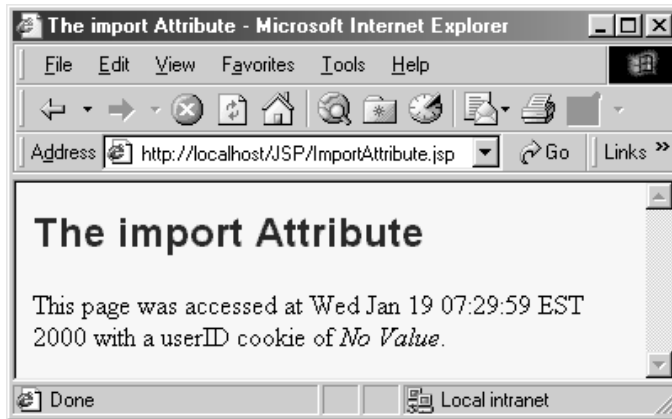 The import Attribute - Microsoft Internet Explorer
File Edit View Favorites Tools Help
Address http://localhost/JSP/ImportAttribute.jsp Go Links »
The import Attribute
This page was accessed at Wed Jan 19 07:29:59 EST
2000 with a userID cookie of No Value.
Done Local intranet